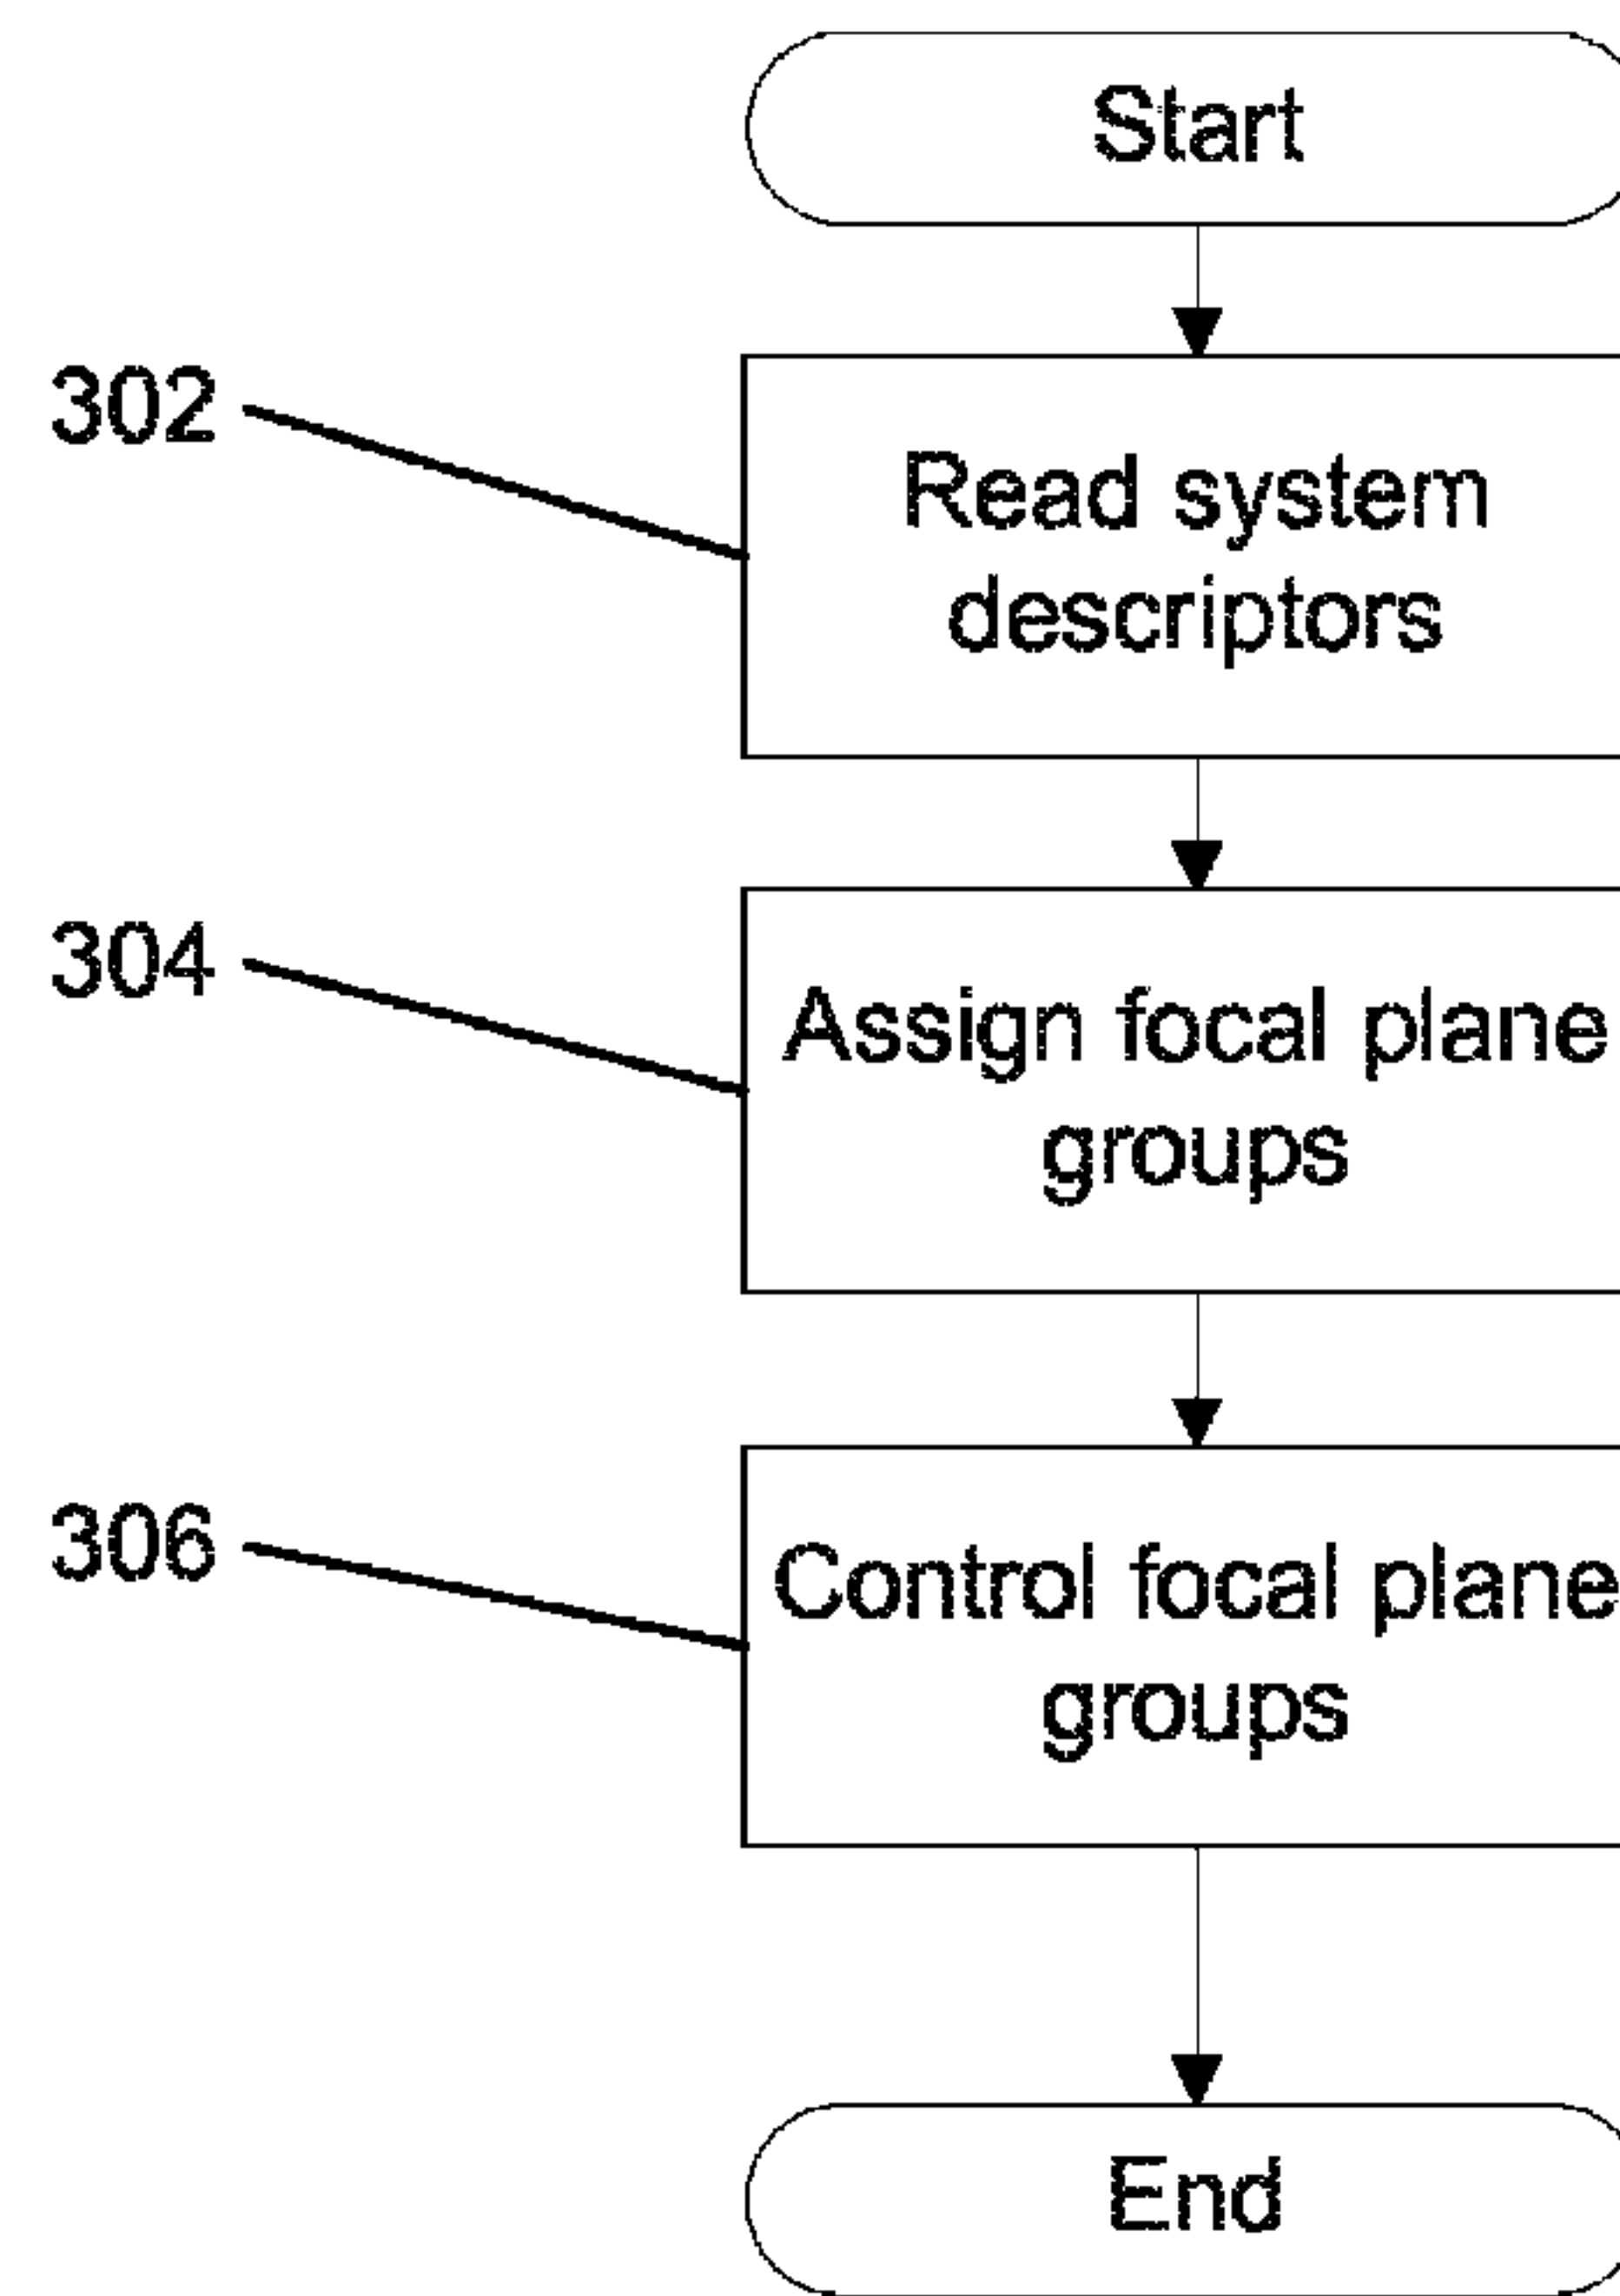 Start
302
Read system
descriptors
304
Assign focal plane
groups
306
Control focal plane
groups
End